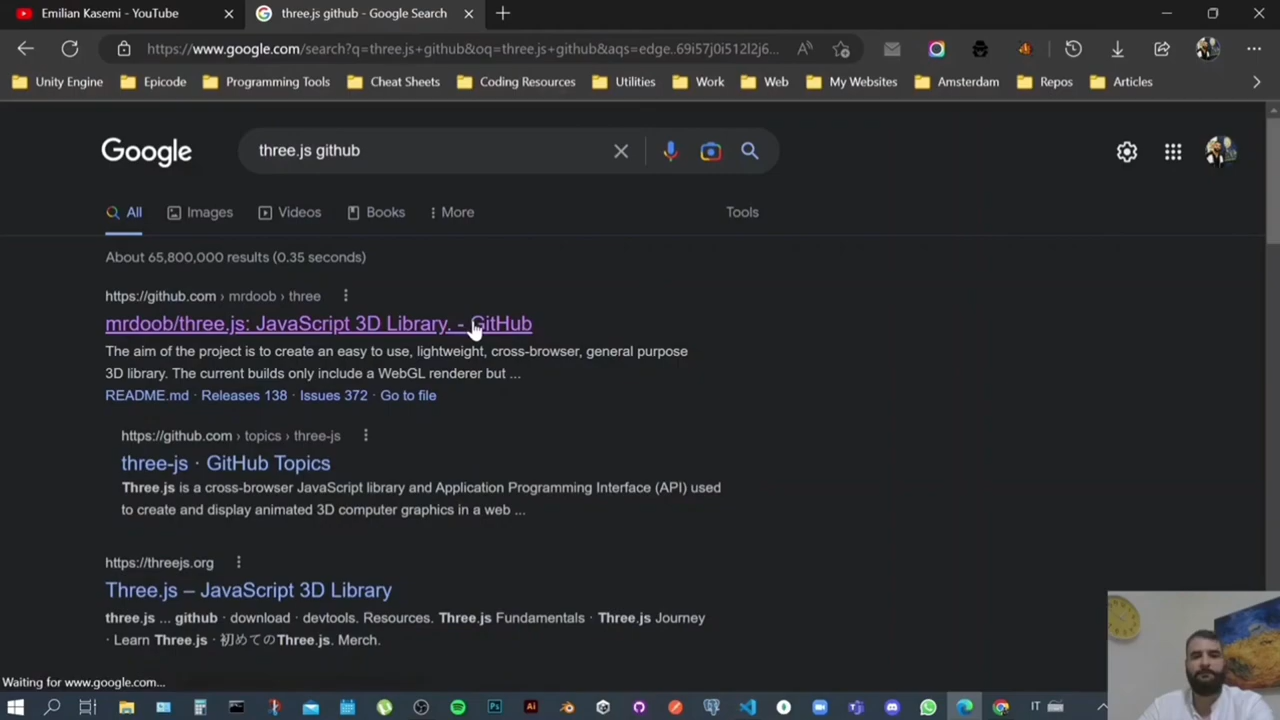 Emilian Kasemi - YouTube
three.js github - Google Search
https://www.google.com/search?q=three.js+github&oq=three.js+github&aqs=edge..69i57j0i512l2j6...
Unity Engine
Epicode
Programming Tools
Cheat Sheets
Coding Resources
Utilities
Work
Web
My Websites
Amsterdam
Repos
Articles
Google
three.js github
All
Images
Videos
Books
More
Tools
About 65,800,000 results (0.35 seconds)
https://github.com › mrdoob › three
mrdoob/three.js: JavaScript 3D Library. - GitHub
The aim of the project is to create an easy to use, lightweight, cross-browser, general purpose
3D library. The current builds only include a WebGL renderer but ...
README.md · Releases 138 · Issues 372 · Go to file
https://github.com › topics › three-js
three-js · GitHub Topics
Three.js is a cross-browser JavaScript library and Application Programming Interface (API) used
to create and display animated 3D computer graphics in a web ...
https://threejs.org
Three.js – JavaScript 3D Library
three.js ... github · download · devtools. Resources. Three.js Fundamentals · Three.js Journey
· Learn Three.js · 初めてのThree.js. Merch.
Waiting for www.google.com...
Ps
Ai
IT